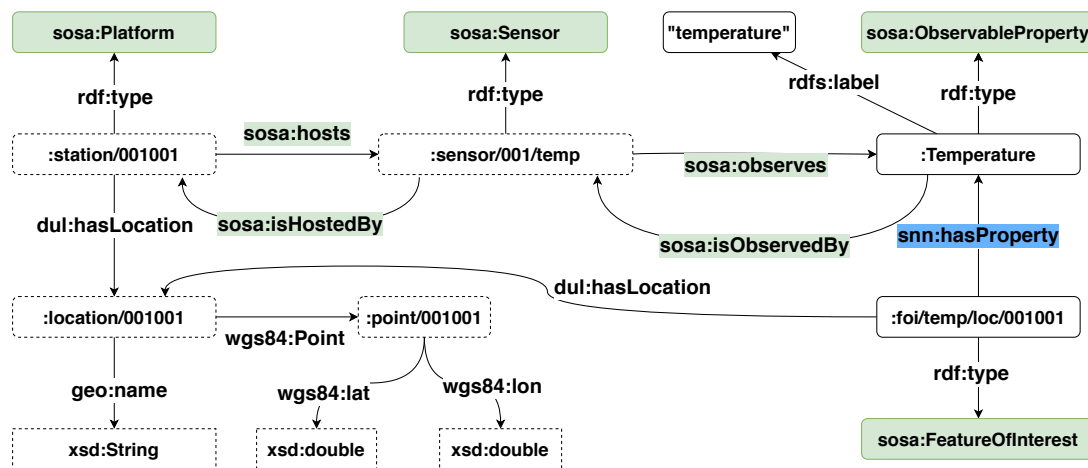 sosa:Platform
sosa:Sensor
"temperature"
sosa:ObservableProperty
rdf:type
rdf:type
rdfs:label
rdf:type
:station/001001
sosa:hosts
:sensor/001/temp
sosa:observes
:Temperature
dul:hasLocation
sosa:isHostedBy
sosa:isObservedBy
snn:hasProperty
dul:hasLocation
:location/001001
wgs84:Point
:point/001001
:foi/temp/loc/001001
geo:name
wgs84:lat
wgs84:lon
rdf:type
xsd:String
xsd:double
xsd:double
sosa:FeatureOfInterest